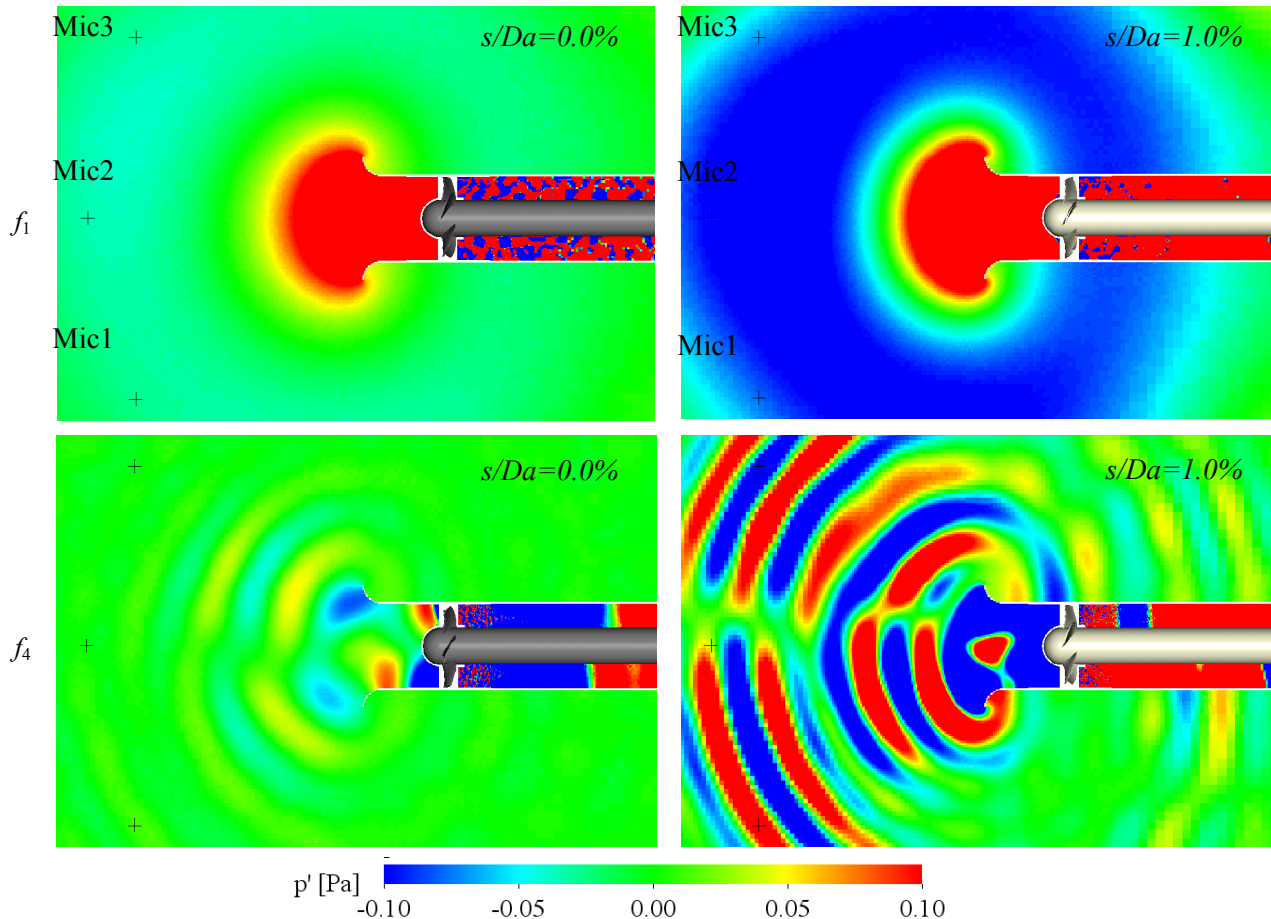 Mic3
s/Da=0.0%
Mic3
s/Da=1.0%
Mic2
Mic2
f1
Mic1
Mic1
s/Da=0.0%
s/Da=1.0%
f4
p' [Pa]
-0.10
-0.05
0.00
0.05
0.10